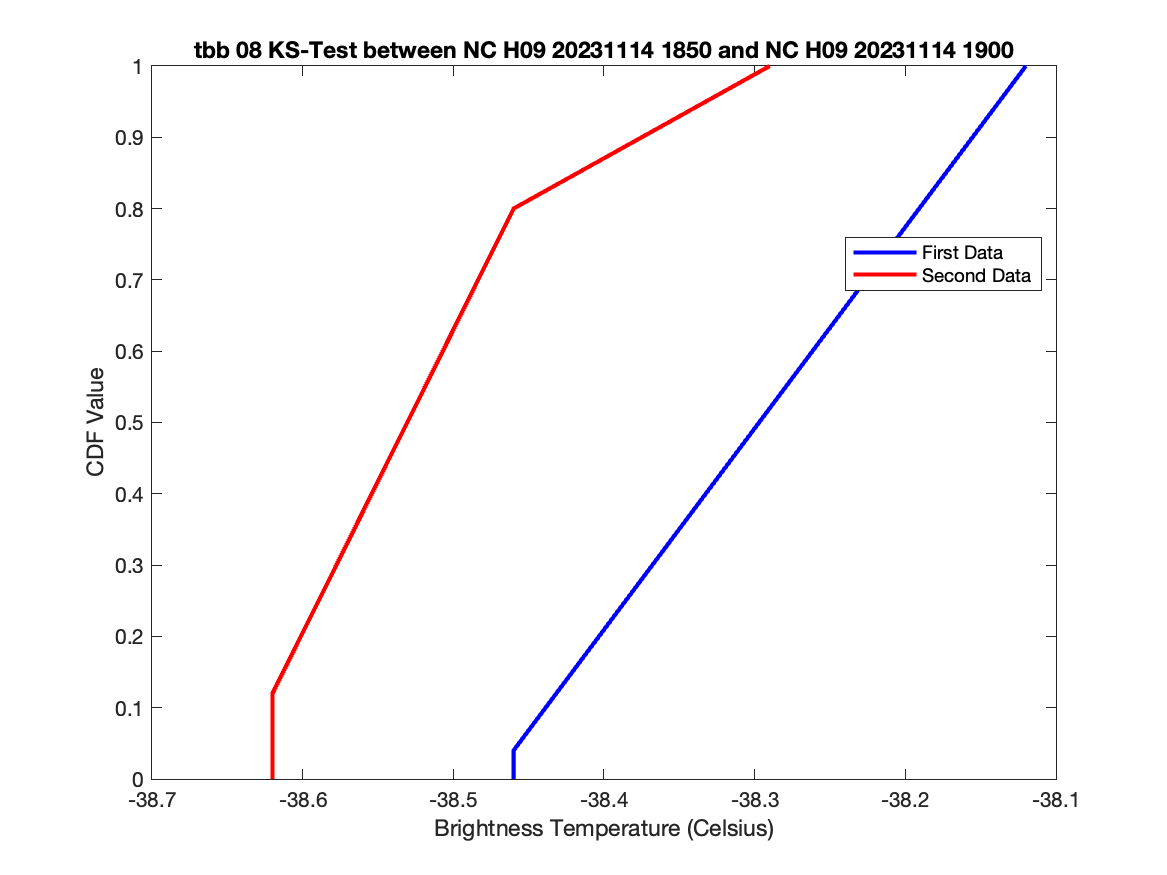 tbb 08 KS-Test between NC H09 20231114 1850 and NC H09 20231114 1900
1
0.9
0.8
0.7
0.6
0.5
0.4
0.3
0.2
0.1
0
CDF Value
First Data
Second Data
-38.7 -38.6 -38.5 -38.4 -38.3 -38.2 -38.1
Brightness Temperature (Celsius)